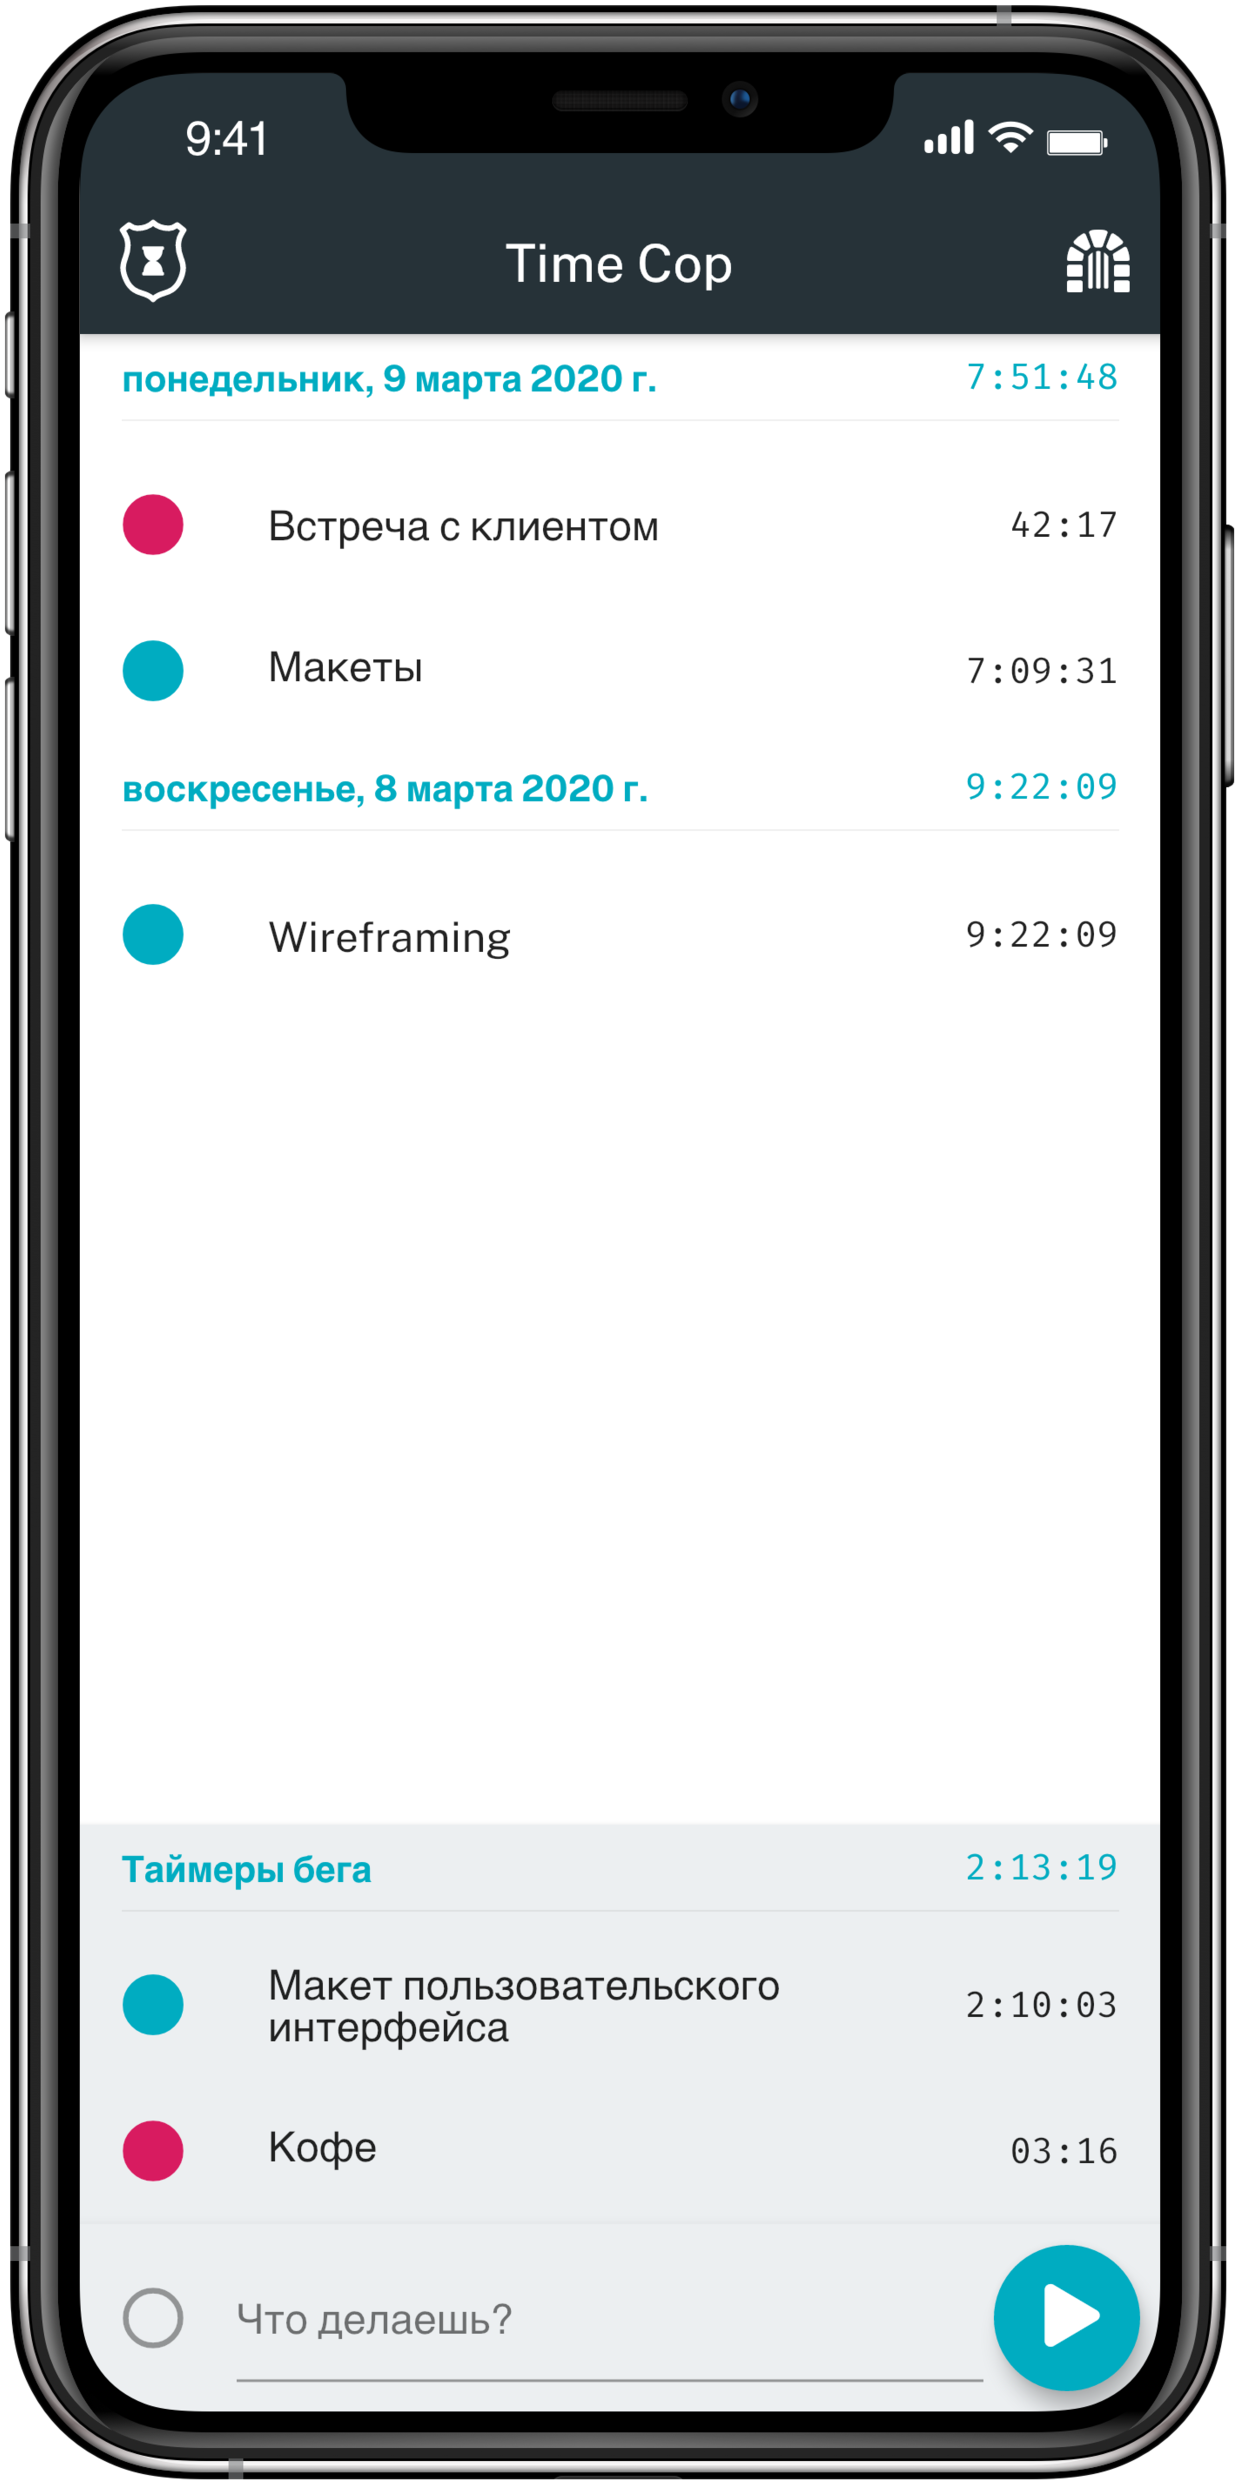 9:41
Time Cop
понедельник, 9 марта 2020 г. 7:51:48
Встреча с клиентом 42:17
Макеты 7:09:31
воскресенье, 8 марта 2020 г. 9:22:09
Wireframing 9:22:09
Таймеры бега 2:13:19
Макет пользовательского
интерфейса 2:10:03
Кофе 03:16
Что делаешь?